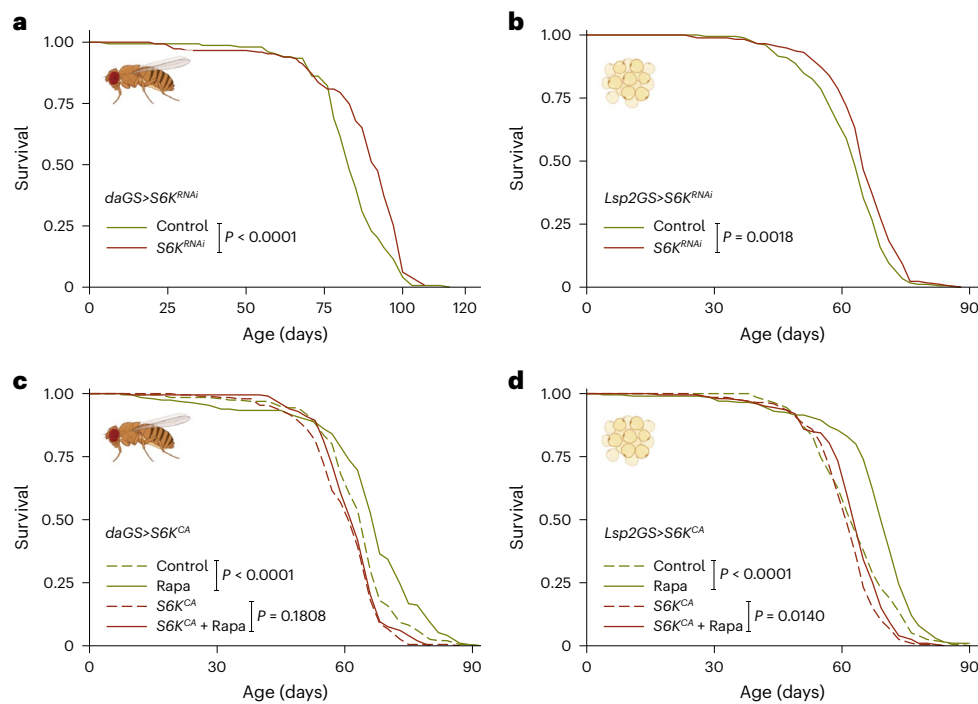 a
1.00
0.75
0.50
0.25
0
Survival
daGS>S6K^RNAi
Control
S6K^RNAi
P < 0.0001
0 25 50 75 100 120
Age (days)
b
1.00
0.75
0.50
0.25
0
Survival
Lsp2GS>S6K^RNAi
Control
S6K^RNAi
P = 0.0018
0 30 60 90
Age (days)
c
1.00
0.75
0.50
0.25
0
Survival
daGS>S6K^CA
Control
Rapa
P < 0.0001
S6K^CA
S6K^CA + Rapa
P = 0.1808
0 30 60 90
Age (days)
d
1.00
0.75
0.50
0.25
0
Survival
Lsp2GS>S6K^CA
Control
Rapa
P < 0.0001
S6K^CA
S6K^CA + Rapa
P = 0.0140
0 30 60 90
Age (days)